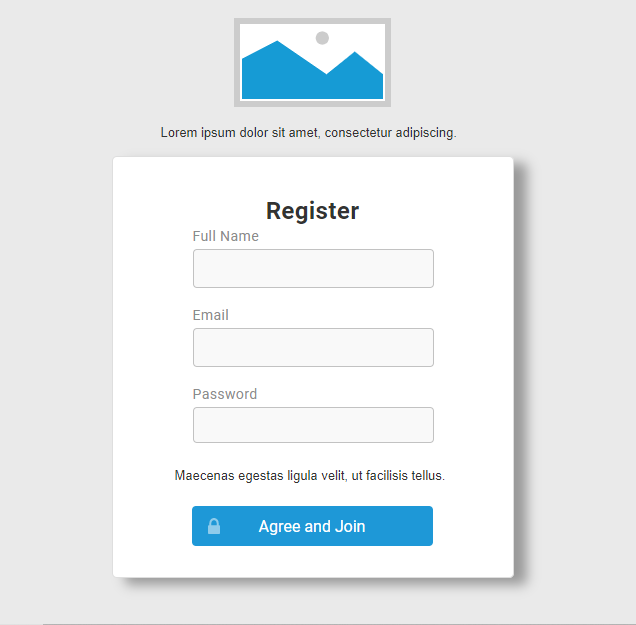 Lorem ipsum dolor sit amet, consectetur adipiscing.
Register
Full Name
Email
Password
Maecenas egestas ligula velit, ut facilisis tellus.
Agree and Join